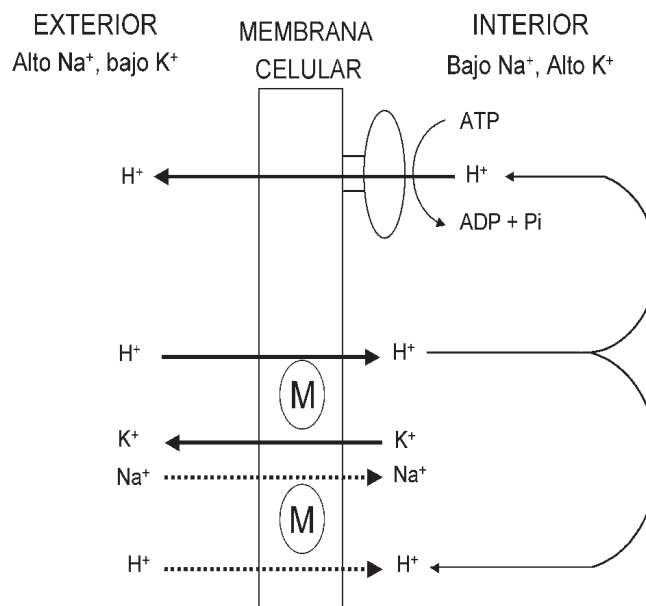 EXTERIOR
Alto Na⁺, bajo K⁺
MEMBRANA
CELULAR
INTERIOR
Bajo Na⁺, Alto K⁺
ATP
H⁺
H⁺
ADP + Pi
H⁺
H⁺
M
K⁺
K⁺
Na⁺
Na⁺
M
H⁺
H⁺